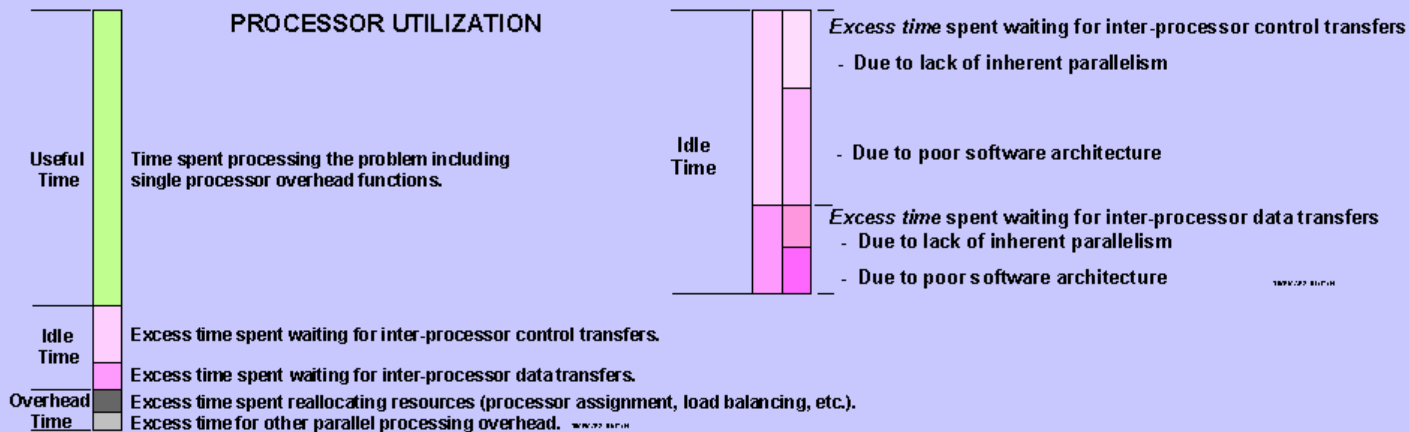 PROCESSOR UTILIZATION
Useful
Time
Time spent processing the problem including
single processor overhead functions.
Idle
Time
Excess time spent waiting for inter-processor control transfers.
Excess time spent waiting for inter-processor data transfers.
Overhead
Time
Excess time spent reallocating resources (processor assignment, load balancing, etc.).
Excess time for other parallel processing overhead.
Idle
Time
Excess time spent waiting for inter-processor control transfers
- Due to lack of inherent parallelism
- Due to poor software architecture
Excess time spent waiting for inter-processor data transfers
- Due to lack of inherent parallelism
- Due to poor software architecture